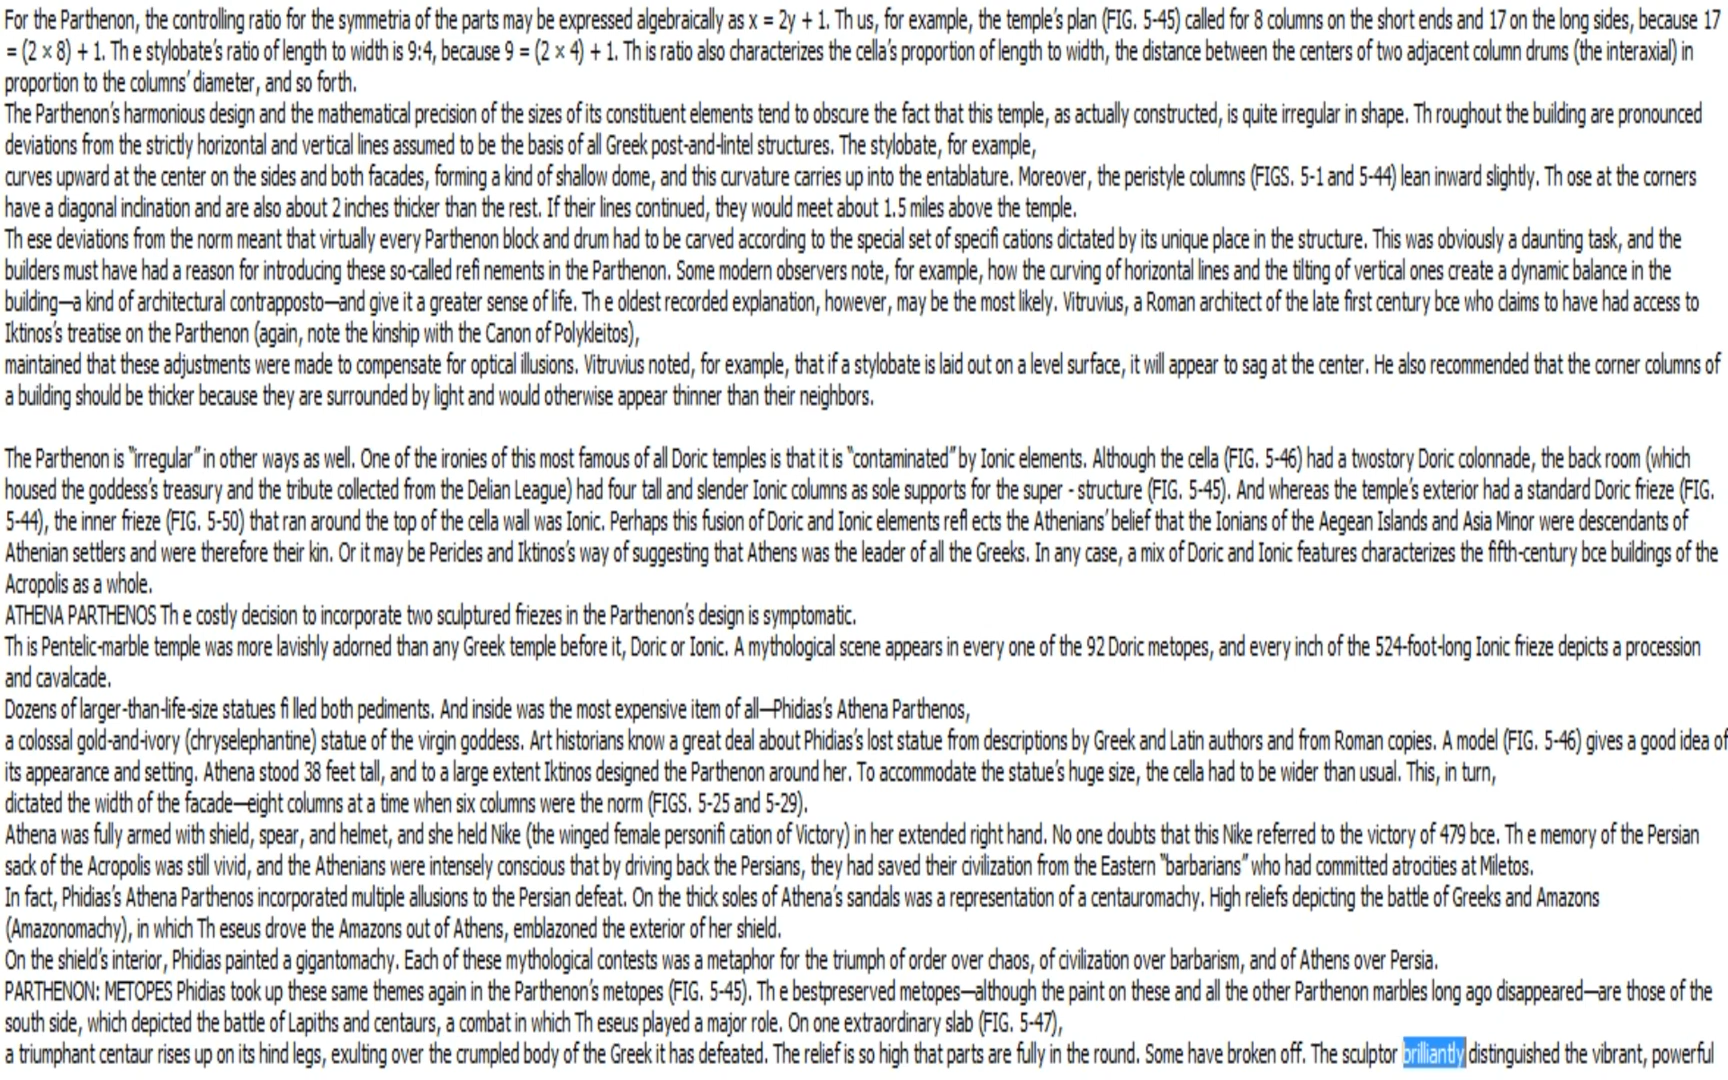 For the Parthenon, the controlling ratio for the symmetria of the parts may be expressed algebraically as x = 2y + 1. Th us, for example, the temple's plan (FIG. 5-45) called for 8 columns on the short ends and 17 on the long sides, because 17
= (2 × 8) + 1. Th e stylobate's ratio of length to width is 9:4, because 9 = (2 × 4) + 1. Th is ratio also characterizes the cella's proportion of length to width, the distance between the centers of two adjacent column drums (the interaxial) in
proportion to the columns' diameter, and so forth.
The Parthenon's harmonious design and the mathematical precision of the sizes of its constituent elements tend to obscure the fact that this temple, as actually constructed, is quite irregular in shape. Th roughout the building are pronounced
deviations from the strictly horizontal and vertical lines assumed to be the basis of all Greek post-and-lintel structures. The stylobate, for example,
curves upward at the center on the sides and both facades, forming a kind of shallow dome, and this curvature carries up into the entablature. Moreover, the peristyle columns (FIGS. 5-1 and 5-44) lean inward slightly. Th ose at the corners
have a diagonal inclination and are also about 2 inches thicker than the rest. If their lines continued, they would meet about 1.5 miles above the temple.
Th ese deviations from the norm meant that virtually every Parthenon block and drum had to be carved according to the special set of specifi cations dictated by its unique place in the structure. This was obviously a daunting task, and the
builders must have had a reason for introducing these so-called refi nements in the Parthenon. Some modern observers note, for example, how the curving of horizontal lines and the tilting of vertical ones create a dynamic balance in the
building—a kind of architectural contrapposto—and give it a greater sense of life. Th e oldest recorded explanation, however, may be the most likely. Vitruvius, a Roman architect of the late first century bce who claims to have had access to
Iktinos's treatise on the Parthenon (again, note the kinship with the Canon of Polykleitos),
maintained that these adjustments were made to compensate for optical illusions. Vitruvius noted, for example, that if a stylobate is laid out on a level surface, it will appear to sag at the center. He also recommended that the corner columns of
a building should be thicker because they are surrounded by light and would otherwise appear thinner than their neighbors.
The Parthenon is "irregular" in other ways as well. One of the ironies of this most famous of all Doric temples is that it is "contaminated" by Ionic elements. Although the cella (FIG. 5-46) had a twostory Doric colonnade, the back room (which
housed the goddess's treasury and the tribute collected from the Delian League) had four tall and slender Ionic columns as sole supports for the super - structure (FIG. 5-45). And whereas the temple's exterior had a standard Doric frieze (FIG.
5-44), the inner frieze (FIG. 5-50) that ran around the top of the cella wall was Ionic. Perhaps this fusion of Doric and Ionic elements refl ects the Athenians' belief that the Ionians of the Aegean Islands and Asia Minor were descendants of
Athenian settlers and were therefore their kin. Or it may be Pericles and Iktinos's way of suggesting that Athens was the leader of all the Greeks. In any case, a mix of Doric and Ionic features characterizes the fifth-century bce buildings of the
Acropolis as a whole.
ATHENA PARTHENOS Th e costly decision to incorporate two sculptured friezes in the Parthenon's design is symptomatic.
Th is Pentelic-marble temple was more lavishly adorned than any Greek temple before it, Doric or Ionic. A mythological scene appears in every one of the 92 Doric metopes, and every inch of the 524-foot-long Ionic frieze depicts a procession
and cavalcade.
Dozens of larger-than-life-size statues fi lled both pediments. And inside was the most expensive item of all—Phidias's Athena Parthenos,
a colossal gold-and-ivory (chryselephantine) statue of the virgin goddess. Art historians know a great deal about Phidias's lost statue from descriptions by Greek and Latin authors and from Roman copies. A model (FIG. 5-46) gives a good idea of
its appearance and setting. Athena stood 38 feet tall, and to a large extent Iktinos designed the Parthenon around her. To accommodate the statue's huge size, the cella had to be wider than usual. This, in turn,
dictated the width of the facade—eight columns at a time when six columns were the norm (FIGS. 5-25 and 5-29).
Athena was fully armed with shield, spear, and helmet, and she held Nike (the winged female personifi cation of Victory) in her extended right hand. No one doubts that this Nike referred to the victory of 479 bce. Th e memory of the Persian
sack of the Acropolis was still vivid, and the Athenians were intensely conscious that by driving back the Persians, they had saved their civilization from the Eastern "barbarians" who had committed atrocities at Miletos.
In fact, Phidias's Athena Parthenos incorporated multiple allusions to the Persian defeat. On the thick soles of Athena's sandals was a representation of a centauromachy. High reliefs depicting the battle of Greeks and Amazons
(Amazonomachy), in which Th eseus drove the Amazons out of Athens, emblazoned the exterior of her shield.
On the shield's interior, Phidias painted a gigantomachy. Each of these mythological contests was a metaphor for the triumph of order over chaos, of civilization over barbarism, and of Athens over Persia.
PARTHENON: METOPES Phidias took up these same themes again in the Parthenon's metopes (FIG. 5-45). Th e bestpreserved metopes—although the paint on these and all the other Parthenon marbles long ago disappeared—are those of the
south side, which depicted the battle of Lapiths and centaurs, a combat in which Th eseus played a major role. On one extraordinary slab (FIG. 5-47),
a triumphant centaur rises up on its hind legs, exulting over the crumpled body of the Greek it has defeated. The relief is so high that parts are fully in the round. Some have broken off. The sculptor brilliantly distinguished the vibrant, powerful